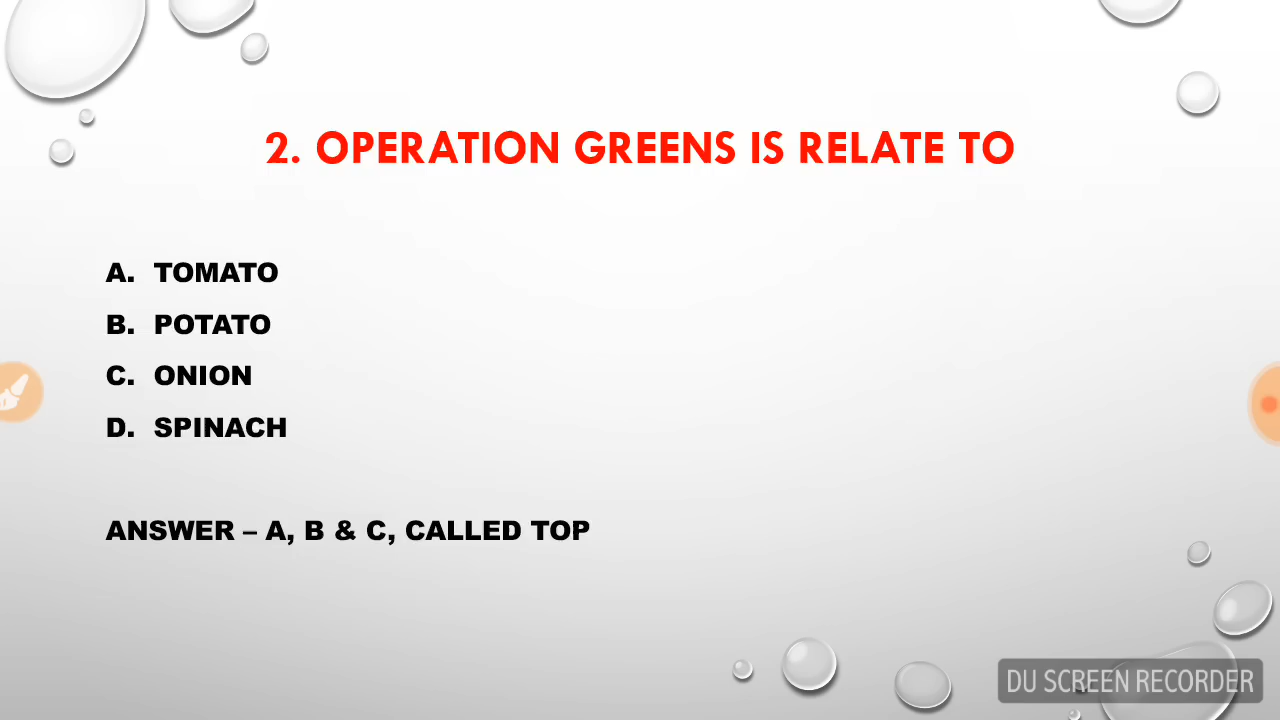 2. OPERATION GREENS IS RELATE TO
A. TOMATO
B. POTATO
C. ONION
D. SPINACH
ANSWER – A, B & C, CALLED TOP
DU SCREEN RECORDER